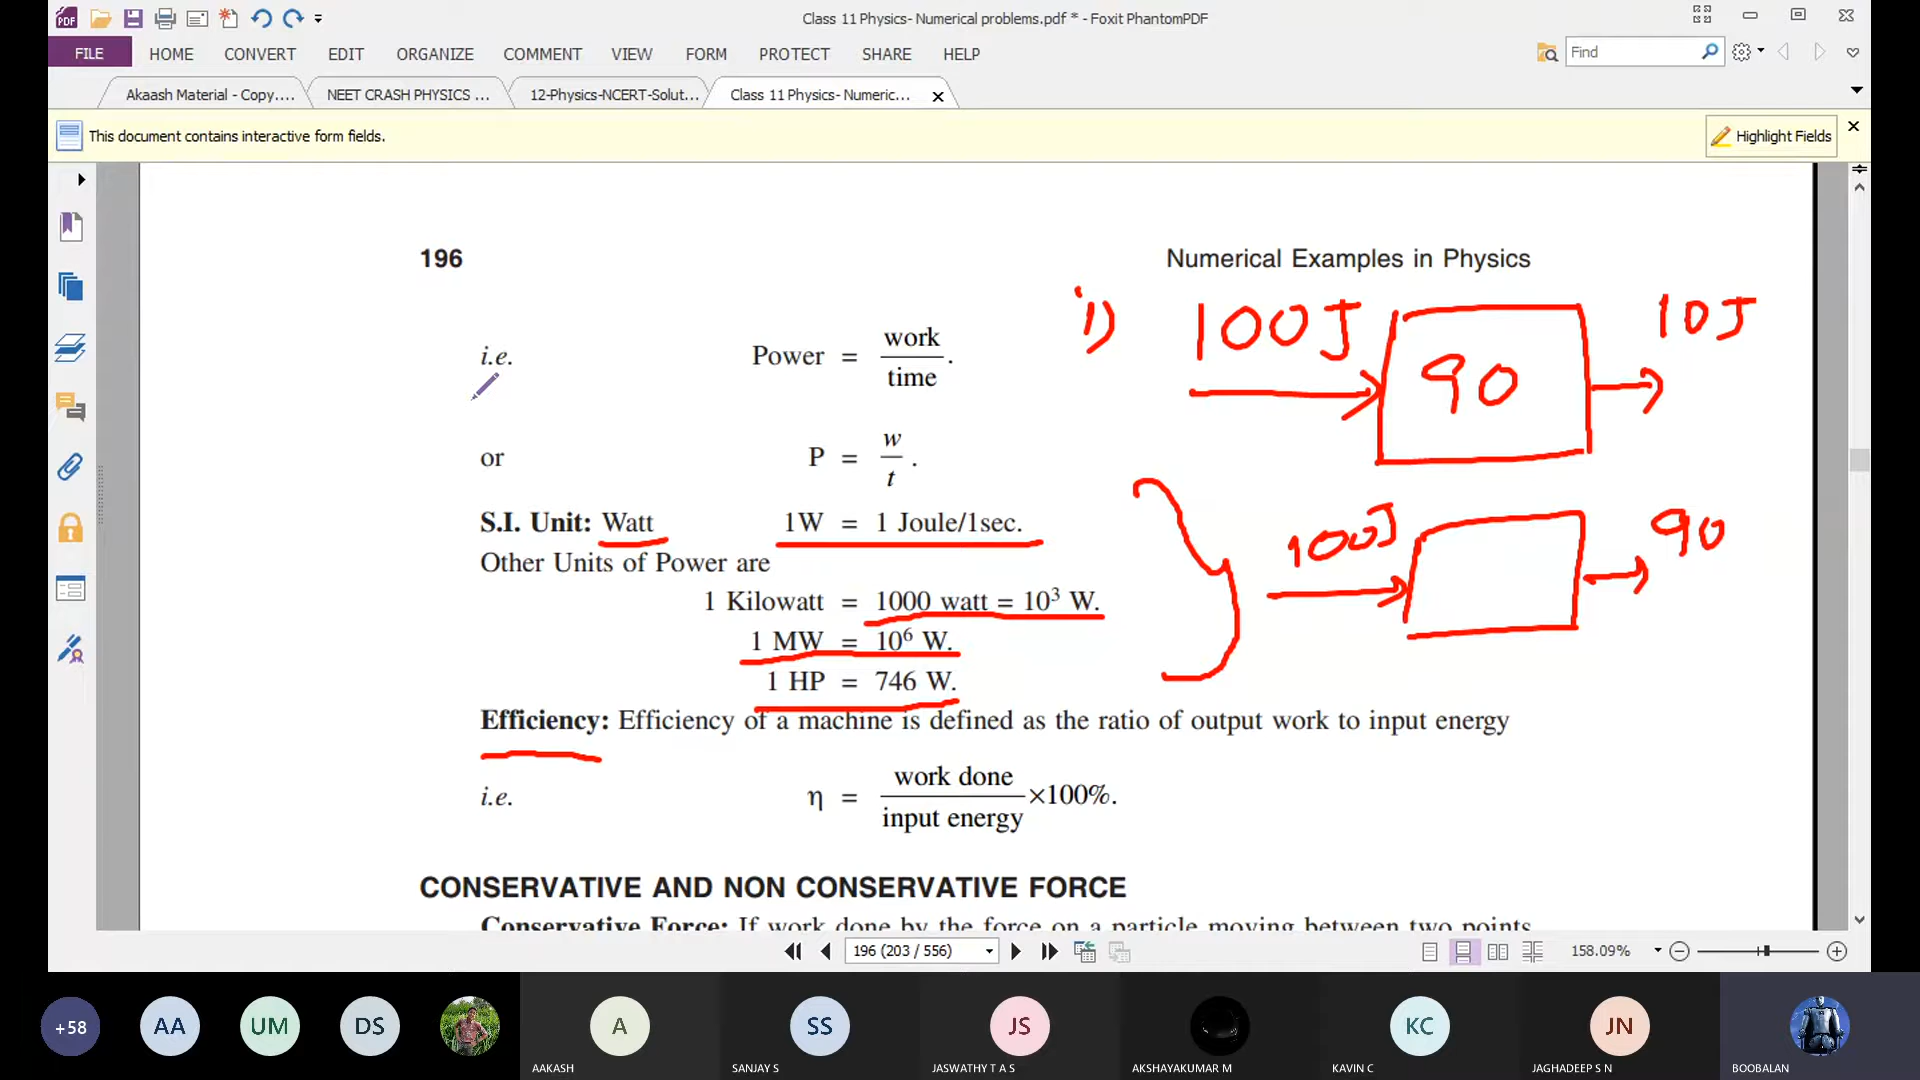 Class 11 Physics- Numerical problems.pdf * - Foxit PhantomPDF
FILE HOME CONVERT EDIT ORGANIZE COMMENT VIEW FORM PROTECT SHARE HELP
Find
Akaash Material - Copy.... NEET CRASH PHYSICS ... 12-Physics-NCERT-Solut... Class 11 Physics- Numeric...
This document contains interactive form fields.
Highlight Fields
196 Numerical Examples in Physics
i.e. Power = work / time .
or P = w / t .
S.I. Unit: Watt 1W = 1 Joule/1sec.
Other Units of Power are
1 Kilowatt = 1000 watt = 10³ W.
1 MW = 10⁶ W.
1 HP = 746 W.
Efficiency: Efficiency of a machine is defined as the ratio of output work to input energy
i.e. η = work done / input energy ×100%.
CONSERVATIVE AND NON CONSERVATIVE FORCE
Conservative Force: If work done by the force on a particle moving between two points
i) 100J 90 10J
100J 90
196 (203 / 556)
158.09%
+58 AA UM DS A SS JS KC JN
AAKASH SANJAY S JASWATHY T A S AKSHAYAKUMAR M KAVIN C JAGHADEEP S N BOOBALAN